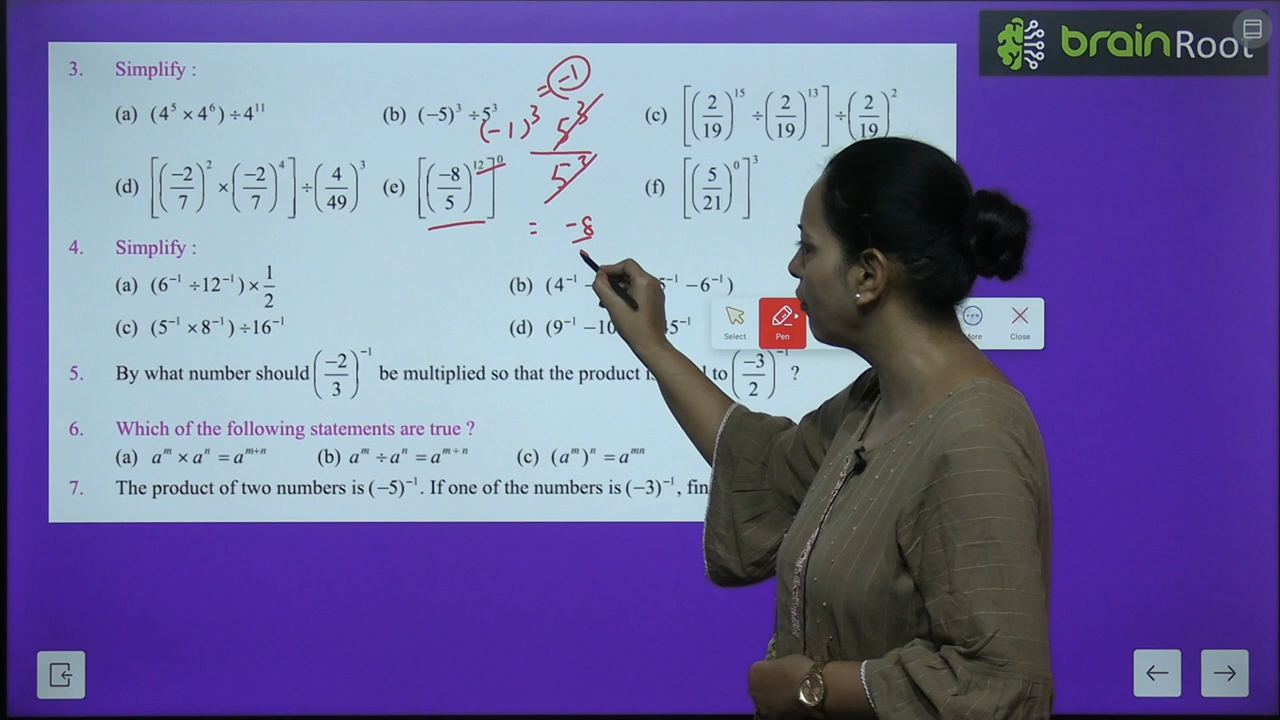 brainRoot
3. Simplify :
(a) (4⁵ × 4⁶) ÷ 4¹¹ (b) (−5)³ ÷ 5³ (c) [(2/19)¹⁵ ÷ (2/19)¹³] ÷ (2/19)²
= −1
(−1)³ 5³/5³
(d) [(−2/7)² × (−2/7)⁴] ÷ (4/49)³ (e) [(−8/5)¹²]⁰ (f) [(5/21)⁰]³
= −8
4. Simplify :
(a) (6⁻¹ ÷ 12⁻¹) × 1/2 (b) (4⁻¹ − 6⁻¹)
(c) (5⁻¹ × 8⁻¹) ÷ 16⁻¹ (d) (9⁻¹ − 10 5⁻¹
Select Pen More Close
5. By what number should (−2/3)⁻¹ be multiplied so that the product to (−3/2)⁻¹ ?
6. Which of the following statements are true ?
(a) aᵐ × aⁿ = aᵐ⁺ⁿ (b) aᵐ ÷ aⁿ = aᵐ÷ⁿ (c) (aᵐ)ⁿ = aᵐⁿ
7. The product of two numbers is (−5)⁻¹. If one of the numbers is (−3)⁻¹, fin